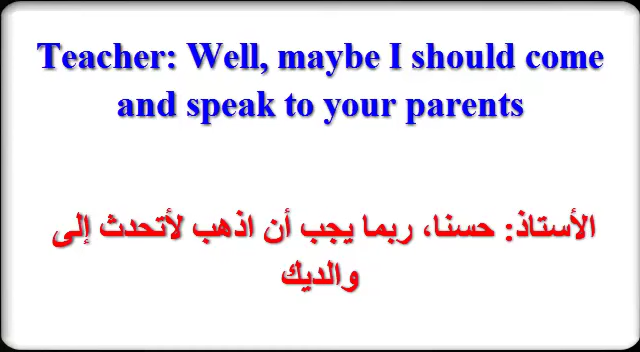 Teacher: Well, maybe I should come
and speak to your parents
الأستاذ: حسنا، ربما يجب أن اذهب لأتحدث إلى
والديك